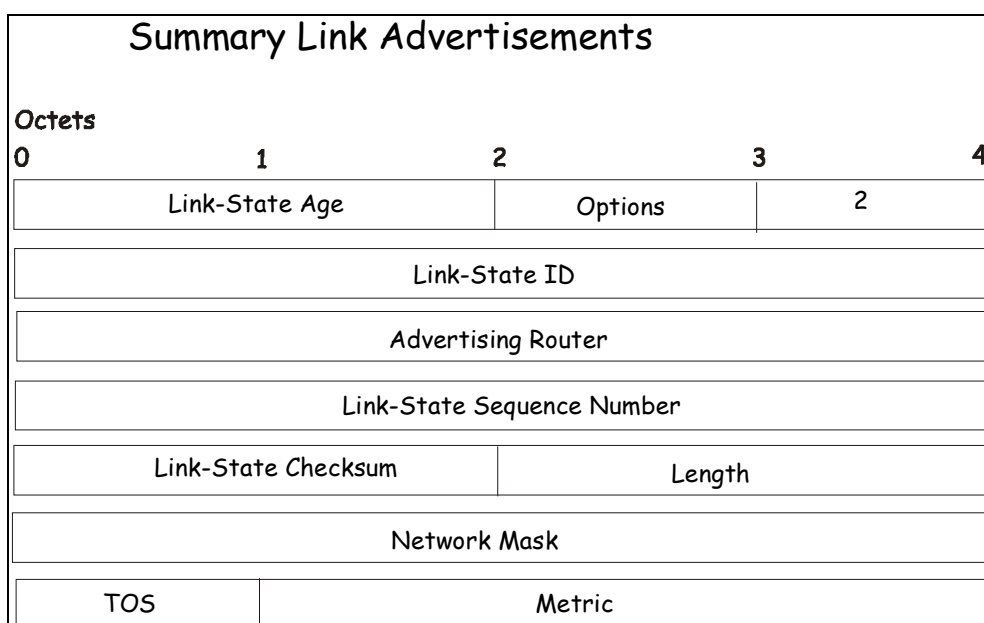 Summary Link Advertisements
Octets
0 1 2 3 4
Link-State Age Options 2
Link-State ID
Advertising Router
Link-State Sequence Number
Link-State Checksum Length
Network Mask
TOS Metric